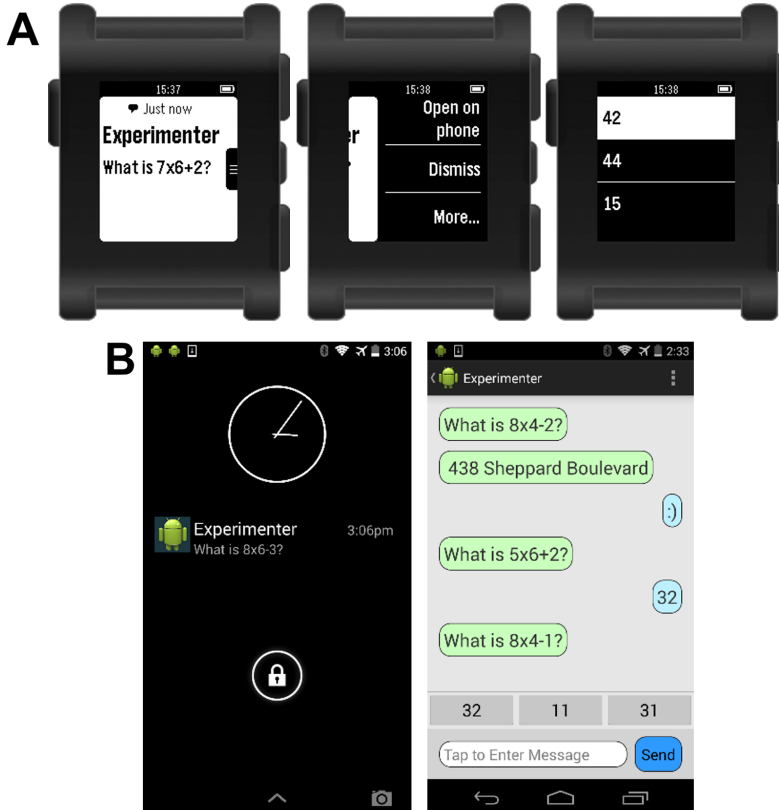 A
15:37
Just now
Experimenter
What is 7x6+2?
15:38
er
Open on
phone
Dismiss
More...
15:38
42
44
15
B
3:06
Experimenter
3:06pm
What is 8x6-3?
2:33
Experimenter
What is 8x4-2?
438 Sheppard Boulevard
:)
What is 5x6+2?
32
What is 8x4-1?
32 11 31
Tap to Enter Message Send